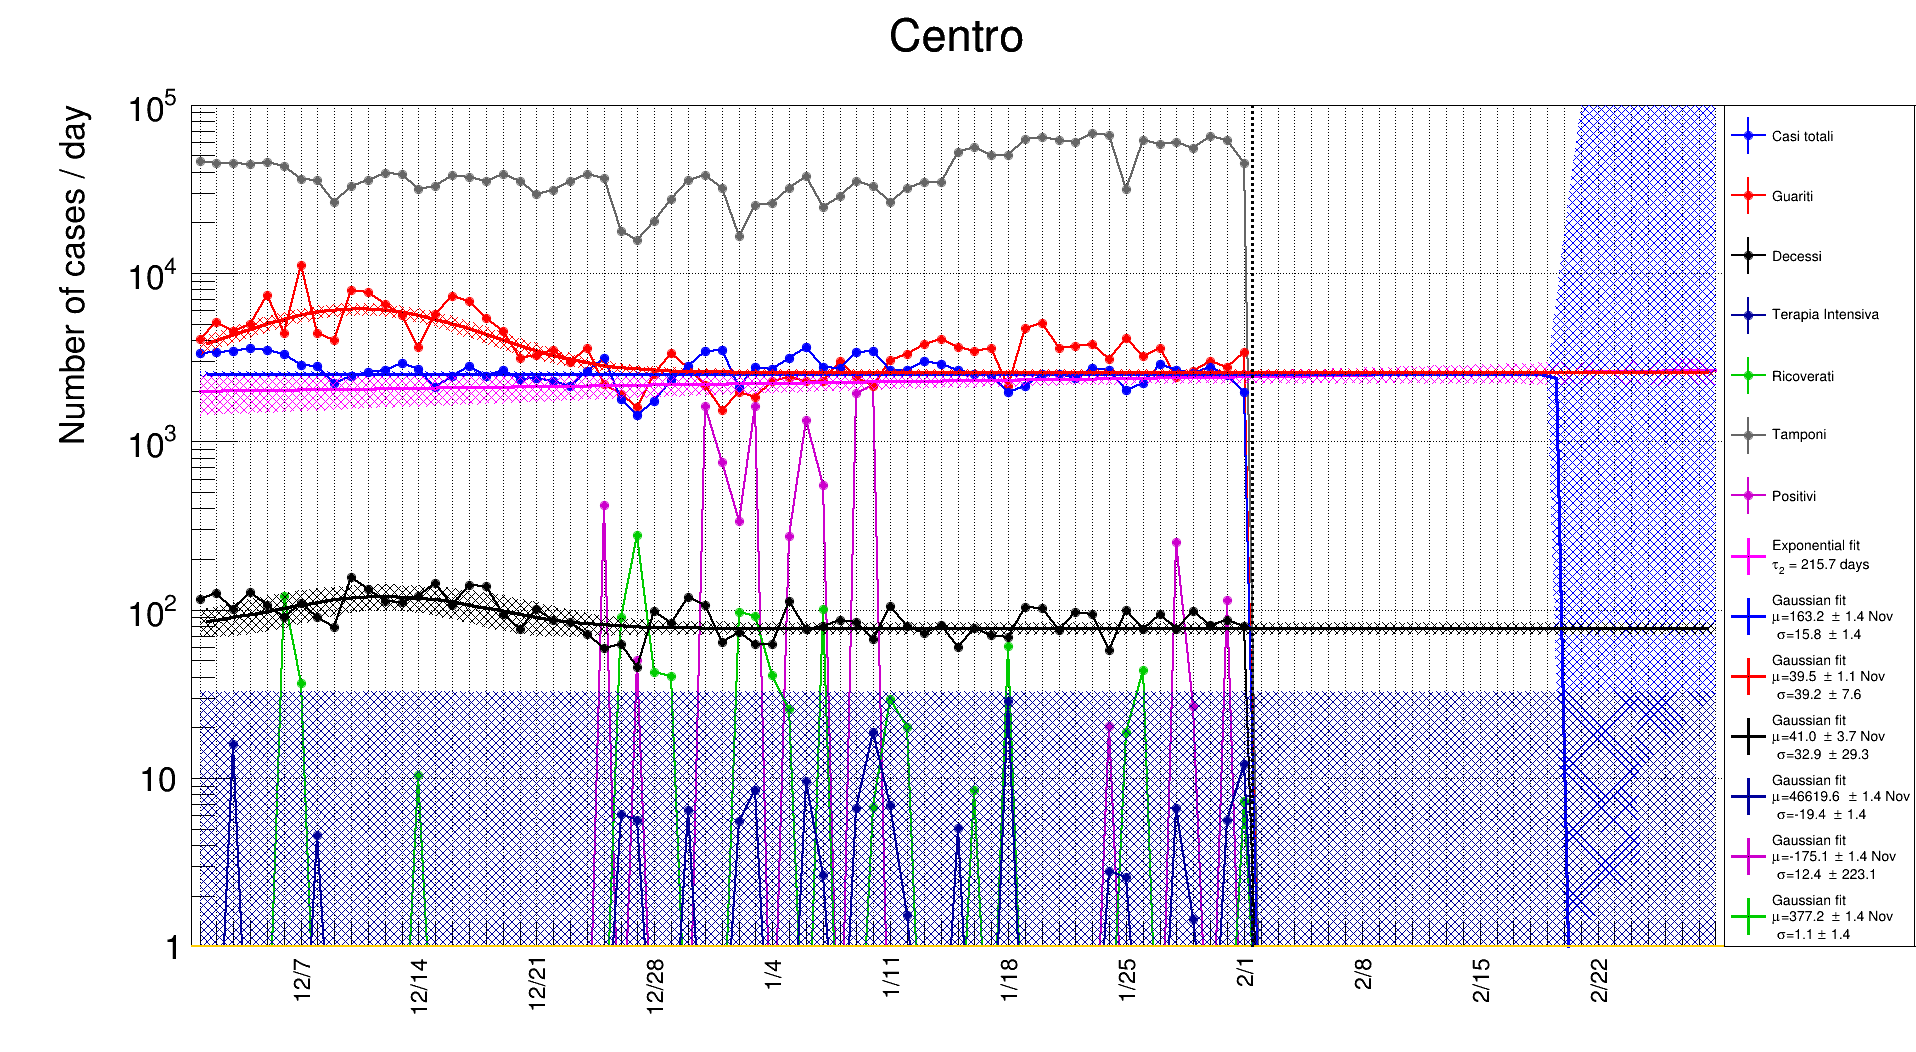 Centro
Number of cases / day
10^5
10^4
10^3
10^2
10
1
12/7
12/14
12/21
12/28
1/4
1/11
1/18
1/25
2/1
2/8
2/15
2/22
Casi totali
Guariti
Decessi
Terapia Intensiva
Ricoverati
Tamponi
Positivi
Exponential fit
τ_2 = 215.7 days
Gaussian fit
μ=163.2 ± 1.4 Nov
σ=15.8 ± 1.4
Gaussian fit
μ=39.5 ± 1.1 Nov
σ=39.2 ± 7.6
Gaussian fit
μ=41.0 ± 3.7 Nov
σ=32.9 ± 29.3
Gaussian fit
μ=46619.6 ± 1.4 Nov
σ=-19.4 ± 1.4
Gaussian fit
μ=-175.1 ± 1.4 Nov
σ=12.4 ± 223.1
Gaussian fit
μ=377.2 ± 1.4 Nov
σ=1.1 ± 1.4